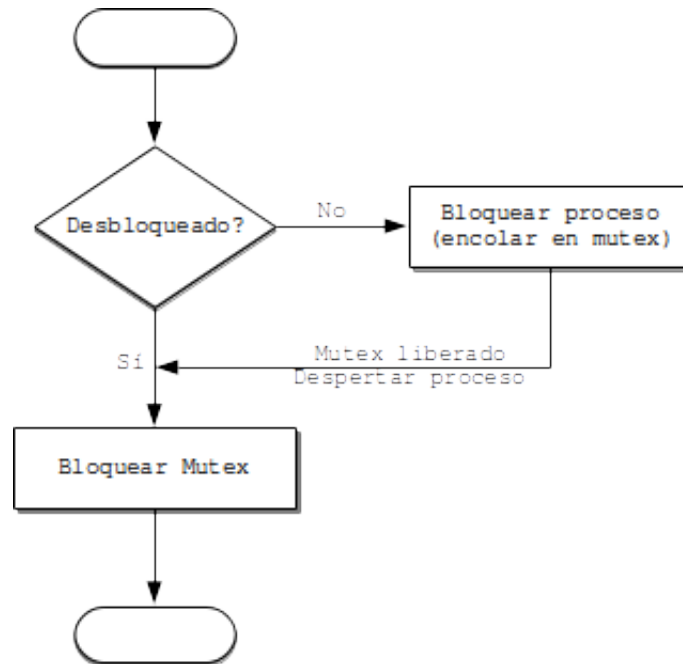 Desbloqueado?
No
Bloquear proceso
(encolar en mutex)
Sí
Mutex liberado
Despertar proceso
Bloquear Mutex